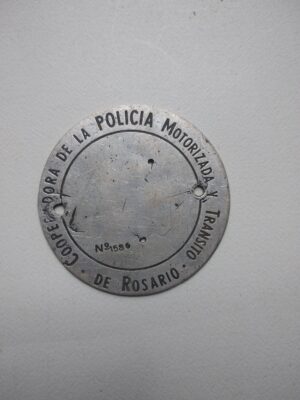 COOPERADORA DE LA POLICIA MOTORIZADA Y TRANSITO
· DE ROSARIO ·
Nº 1586